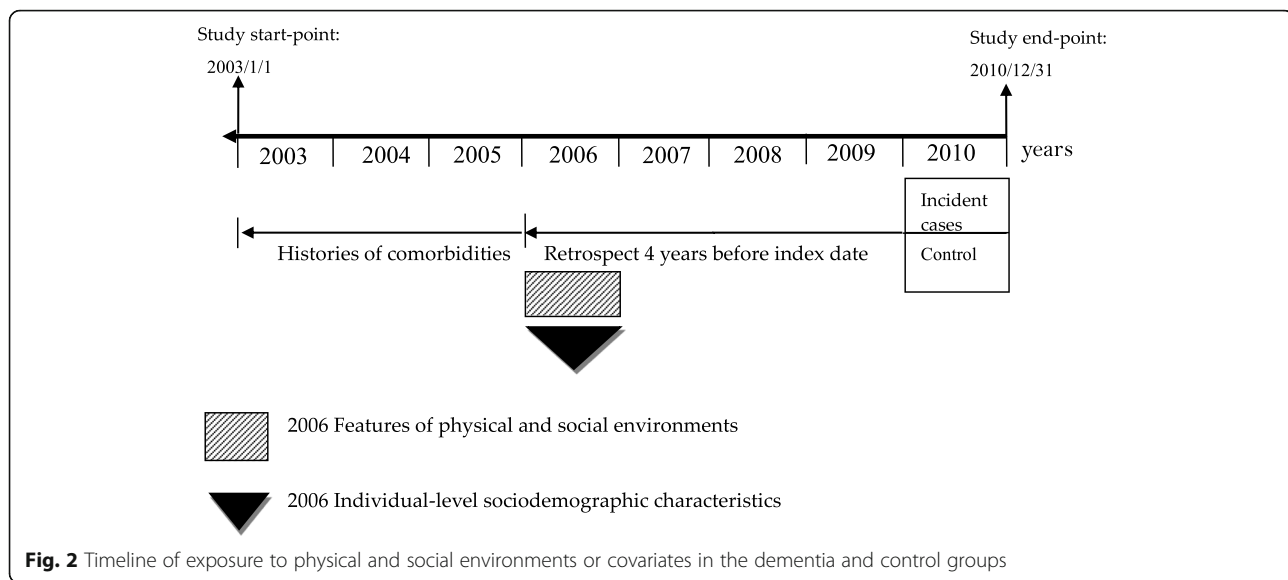 Study start-point:
2003/1/1
Study end-point:
2010/12/31
2003 2004 2005 2006 2007 2008 2009 2010 years
Incident
cases
Histories of comorbidities Retrospect 4 years before index date Control
2006 Features of physical and social environments
2006 Individual-level sociodemographic characteristics
Fig. 2 Timeline of exposure to physical and social environments or covariates in the dementia and control groups